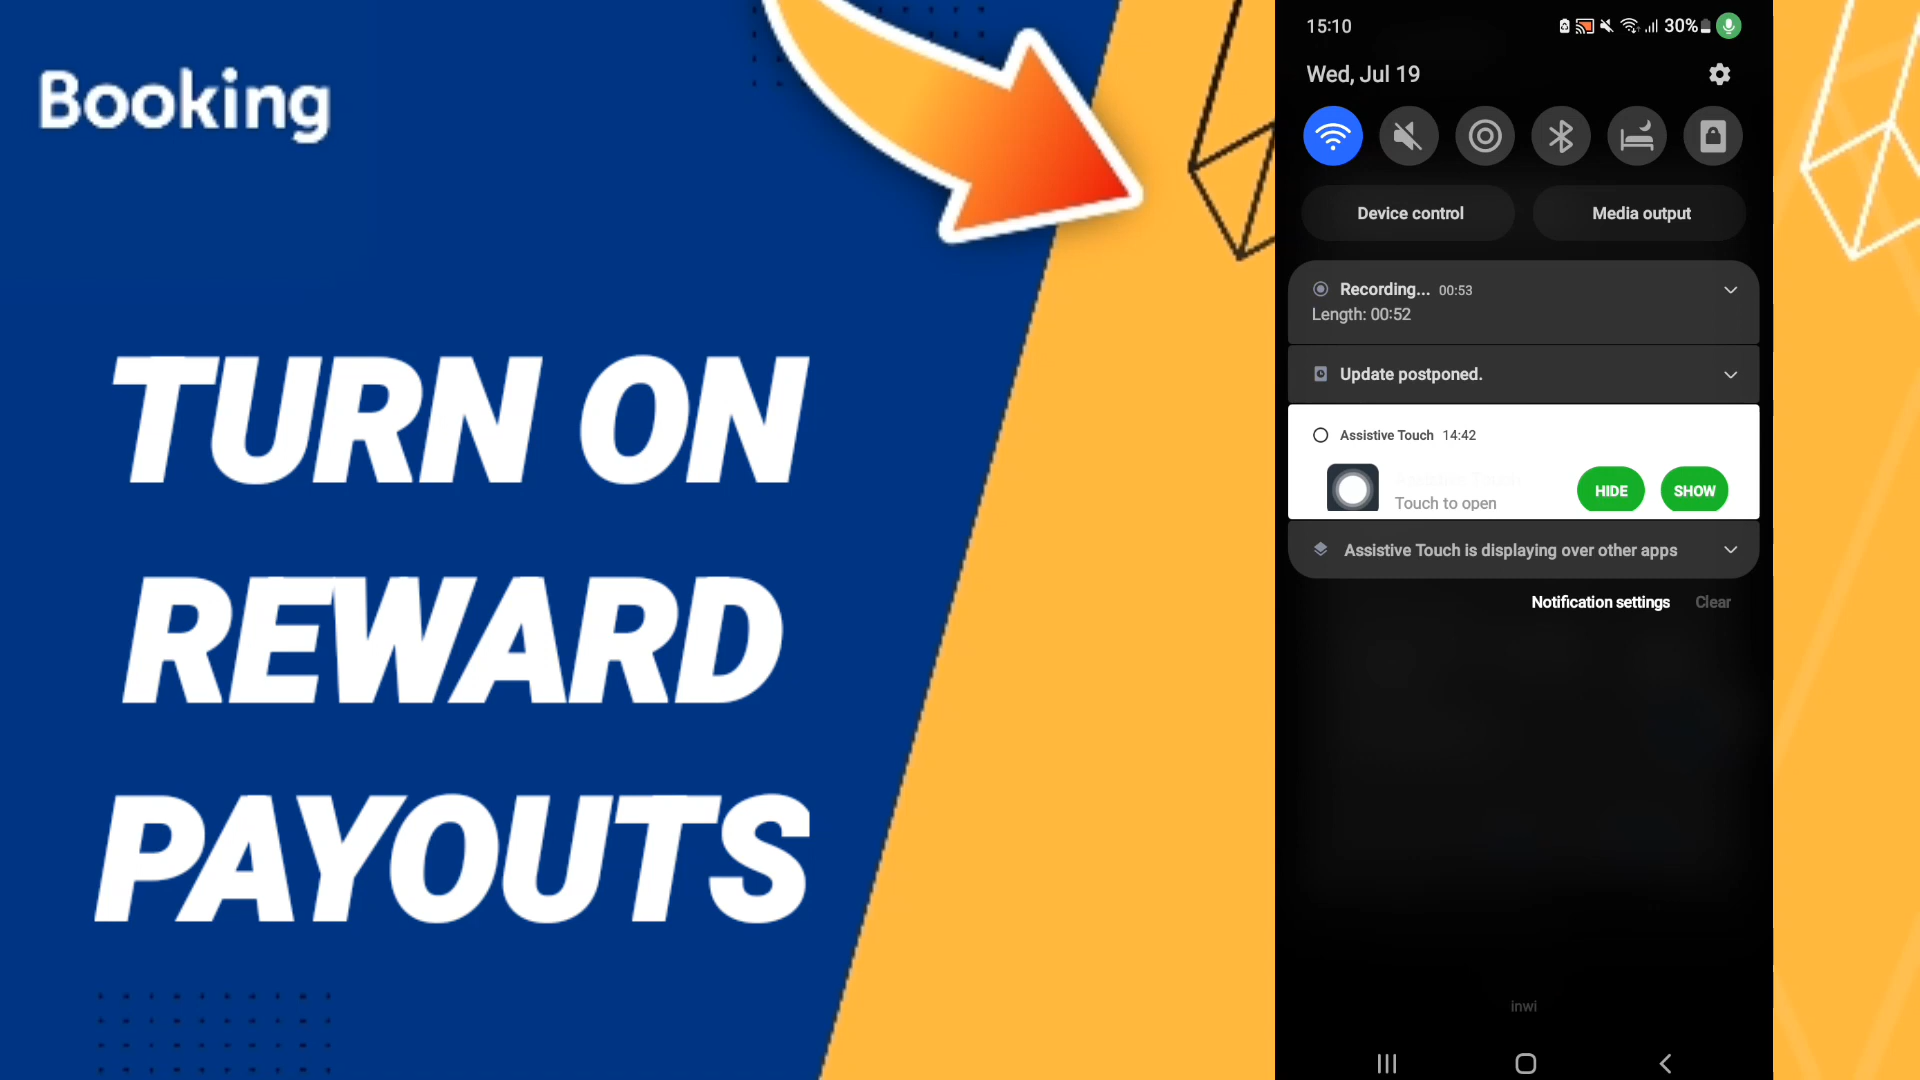 Booking
TURN ON
REWARD
PAYOUTS
15:10
30%
Wed, Jul 19
Device control
Media output
Recording... 00:53
Length: 00:52
Update postponed.
Assistive Touch 14:42
Assistive Touch
Touch to open
HIDE
SHOW
Assistive Touch is displaying over other apps
Notification settings
Clear
inwi